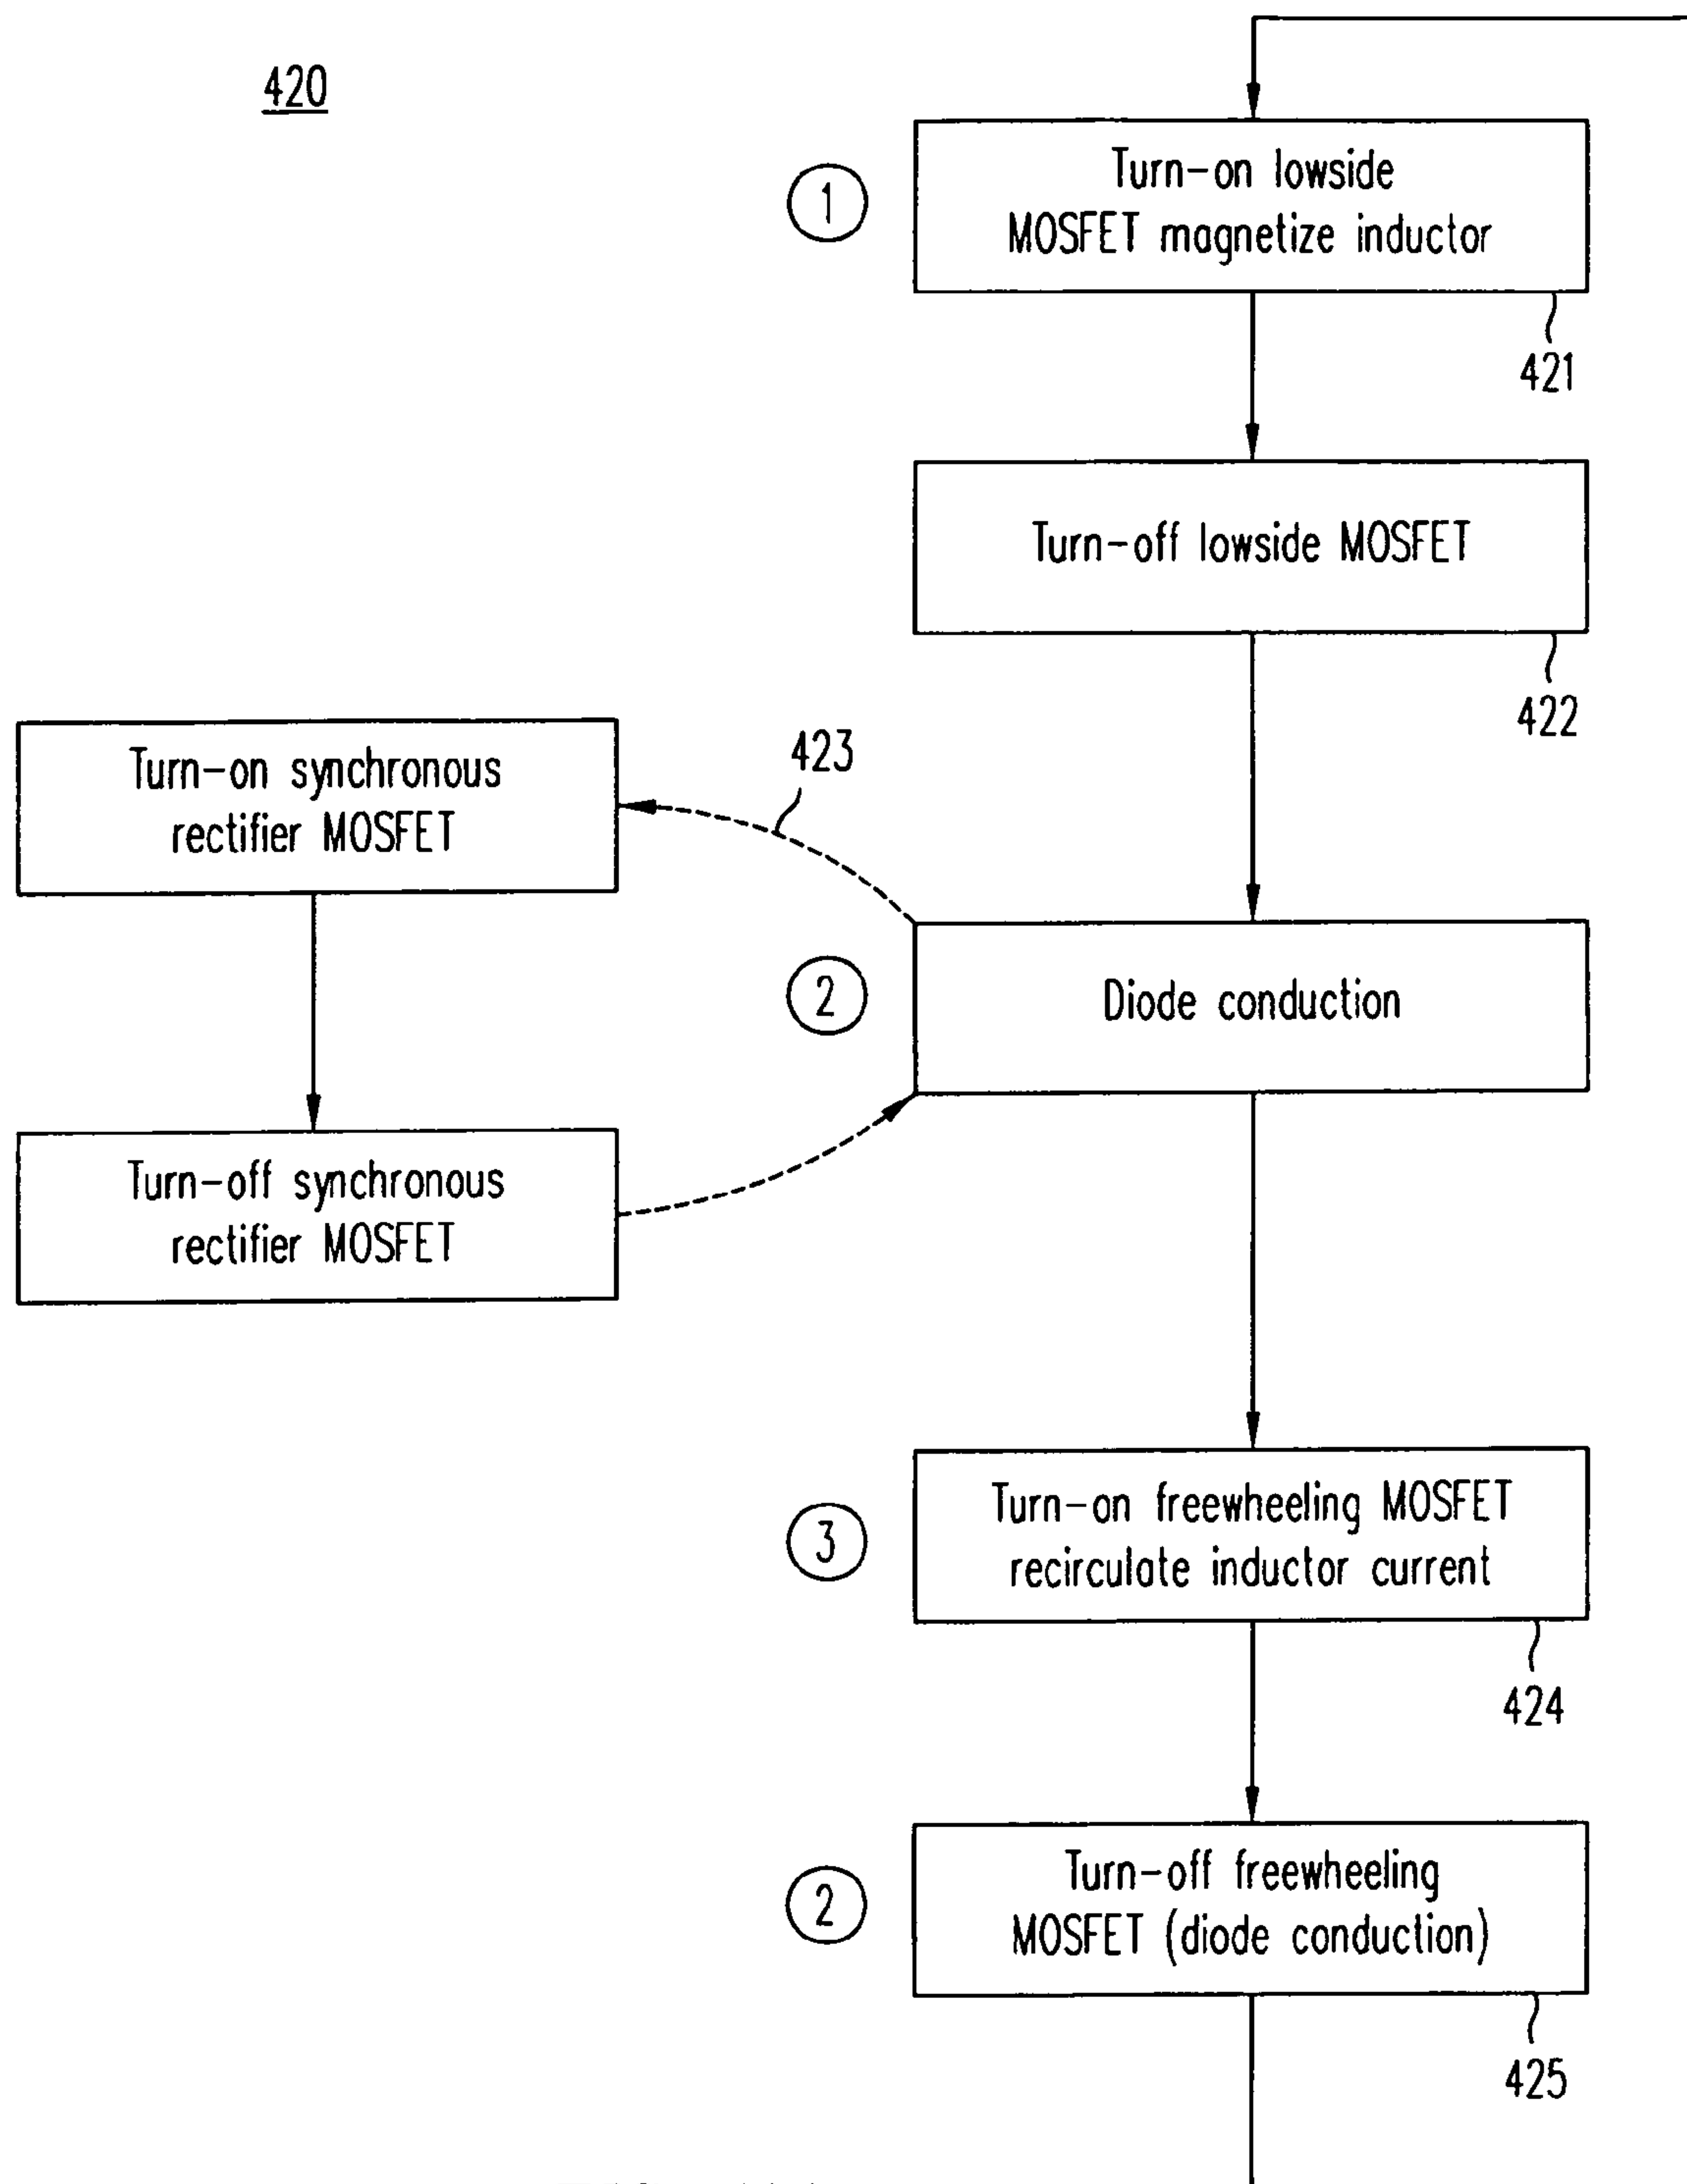 420
1
Turn-on lowside
MOSFET magnetize inductor
421
Turn-off lowside MOSFET
422
Turn-on synchronous
rectifier MOSFET
423
2
Diode conduction
Turn-off synchronous
rectifier MOSFET
3
Turn-on freewheeling MOSFET
recirculate inductor current
424
2
Turn-off freewheeling
MOSFET (diode conduction)
425